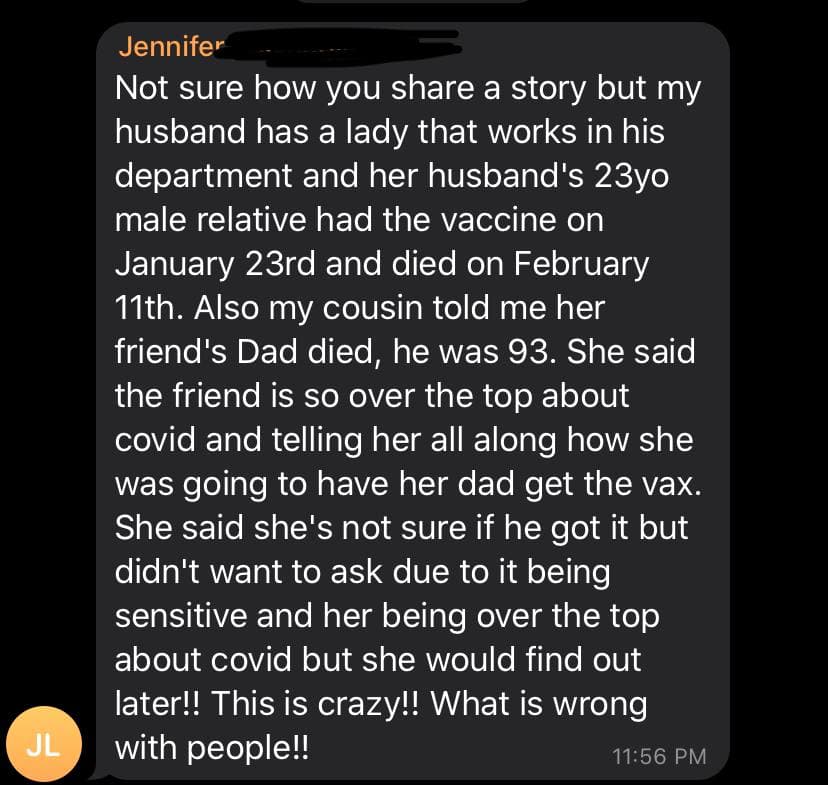 Jennifer
Not sure how you share a story but my
husband has a lady that works in his
department and her husband's 23yo
male relative had the vaccine on
January 23rd and died on February
11th. Also my cousin told me her
friend's Dad died, he was 93. She said
the friend is so over the top about
covid and telling her all along how she
was going to have her dad get the vax.
She said she's not sure if he got it but
didn't want to ask due to it being
sensitive and her being over the top
about covid but she would find out
later!! This is crazy!! What is wrong
with people!!
JL
11:56 PM